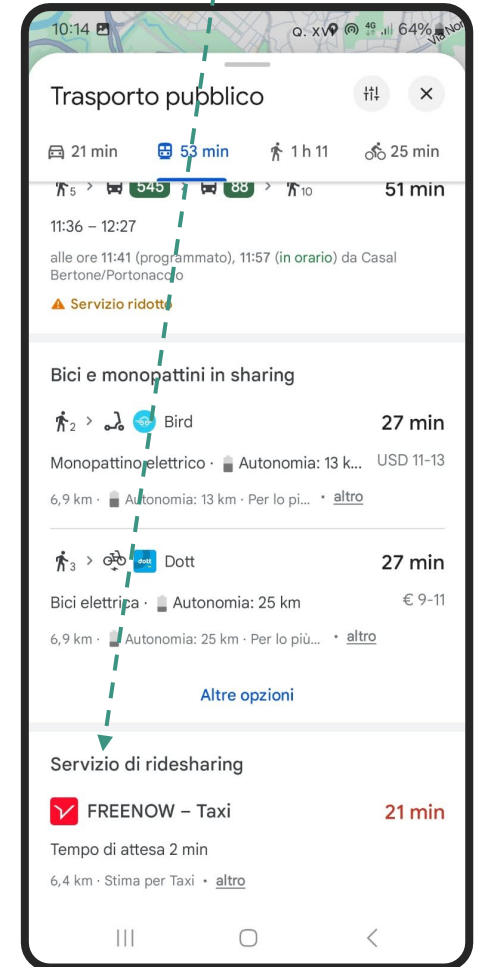 10:14 Q. XV 4G 64% Via Nor
Trasporto pubblico
21 min 53 min 1 h 11 25 min
5 > 545 > 88 > 10 51 min
11:36 – 12:27
alle ore 11:41 (programmato), 11:57 (in orario) da Casal
Bertone/Portonaccio
Servizio ridotto
Bici e monopattini in sharing
2 > Bird 27 min
Monopattino elettrico · Autonomia: 13 k... USD 11-13
6,9 km · Autonomia: 13 km · Per lo pi... · altro
3 > dott Dott 27 min
Bici elettrica · Autonomia: 25 km € 9-11
6,9 km · Autonomia: 25 km · Per lo più... · altro
Altre opzioni
Servizio di ridesharing
FREENOW – Taxi 21 min
Tempo di attesa 2 min
6,4 km · Stima per Taxi · altro